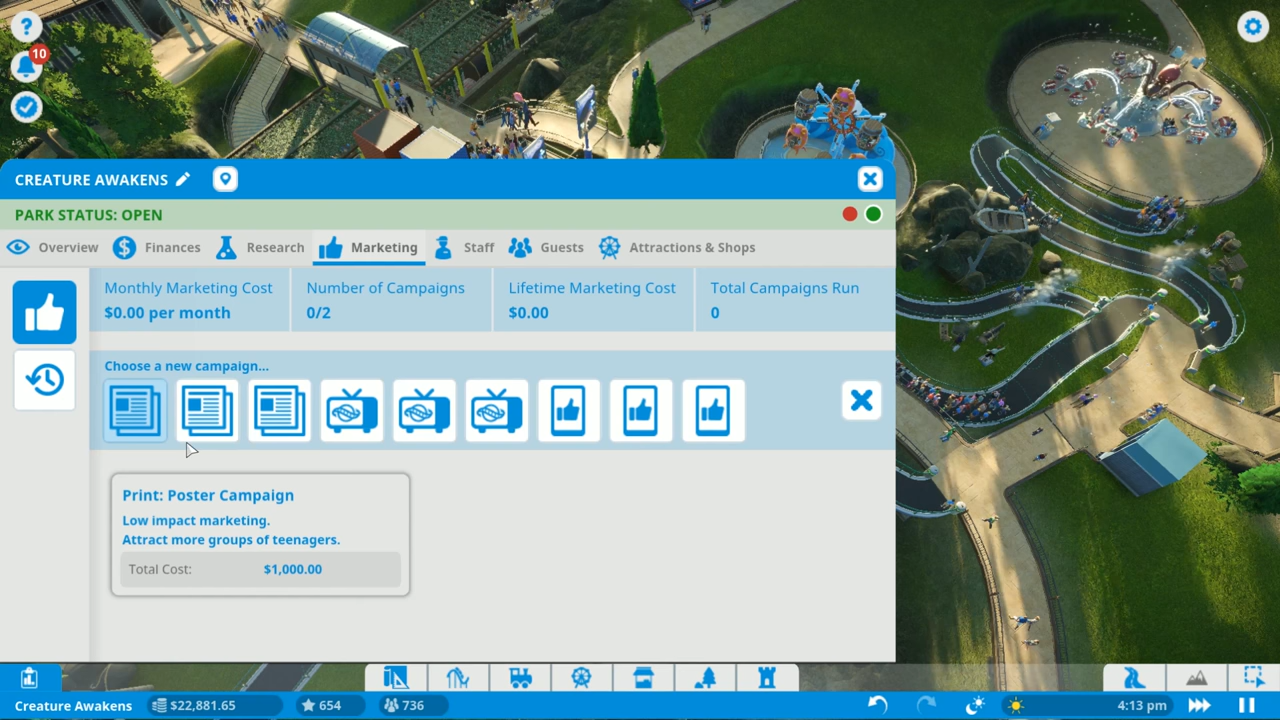 ?
10
CREATURE AWAKENS
PARK STATUS: OPEN
Overview
Finances
Research
Marketing
Staff
Guests
Attractions & Shops
Monthly Marketing Cost
$0.00 per month
Number of Campaigns
0/2
Lifetime Marketing Cost
$0.00
Total Campaigns Run
0
Choose a new campaign...
Print: Poster Campaign
Low impact marketing.
Attract more groups of teenagers.
Total Cost: $1,000.00
Creature Awakens
$22,881.65
654
736
4:13 pm